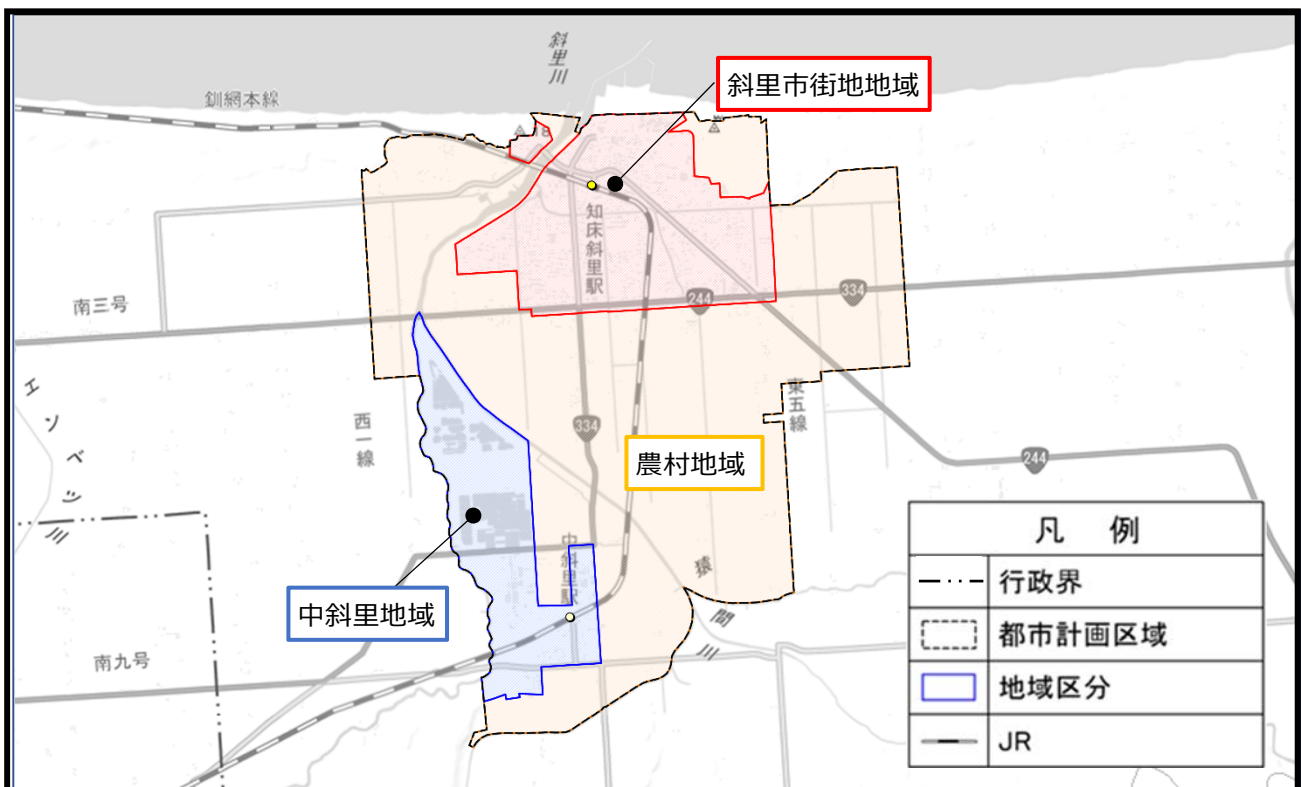 斜里川
斜里市街地地域
釧網本線
18
知床斜里駅
南三号
244
334
エンベツ川
西一線
東五線
334
農村地域
244
中斜里駅
猿間川
中斜里地域
南九号
凡 例
行政界
都市計画区域
地域区分
JR